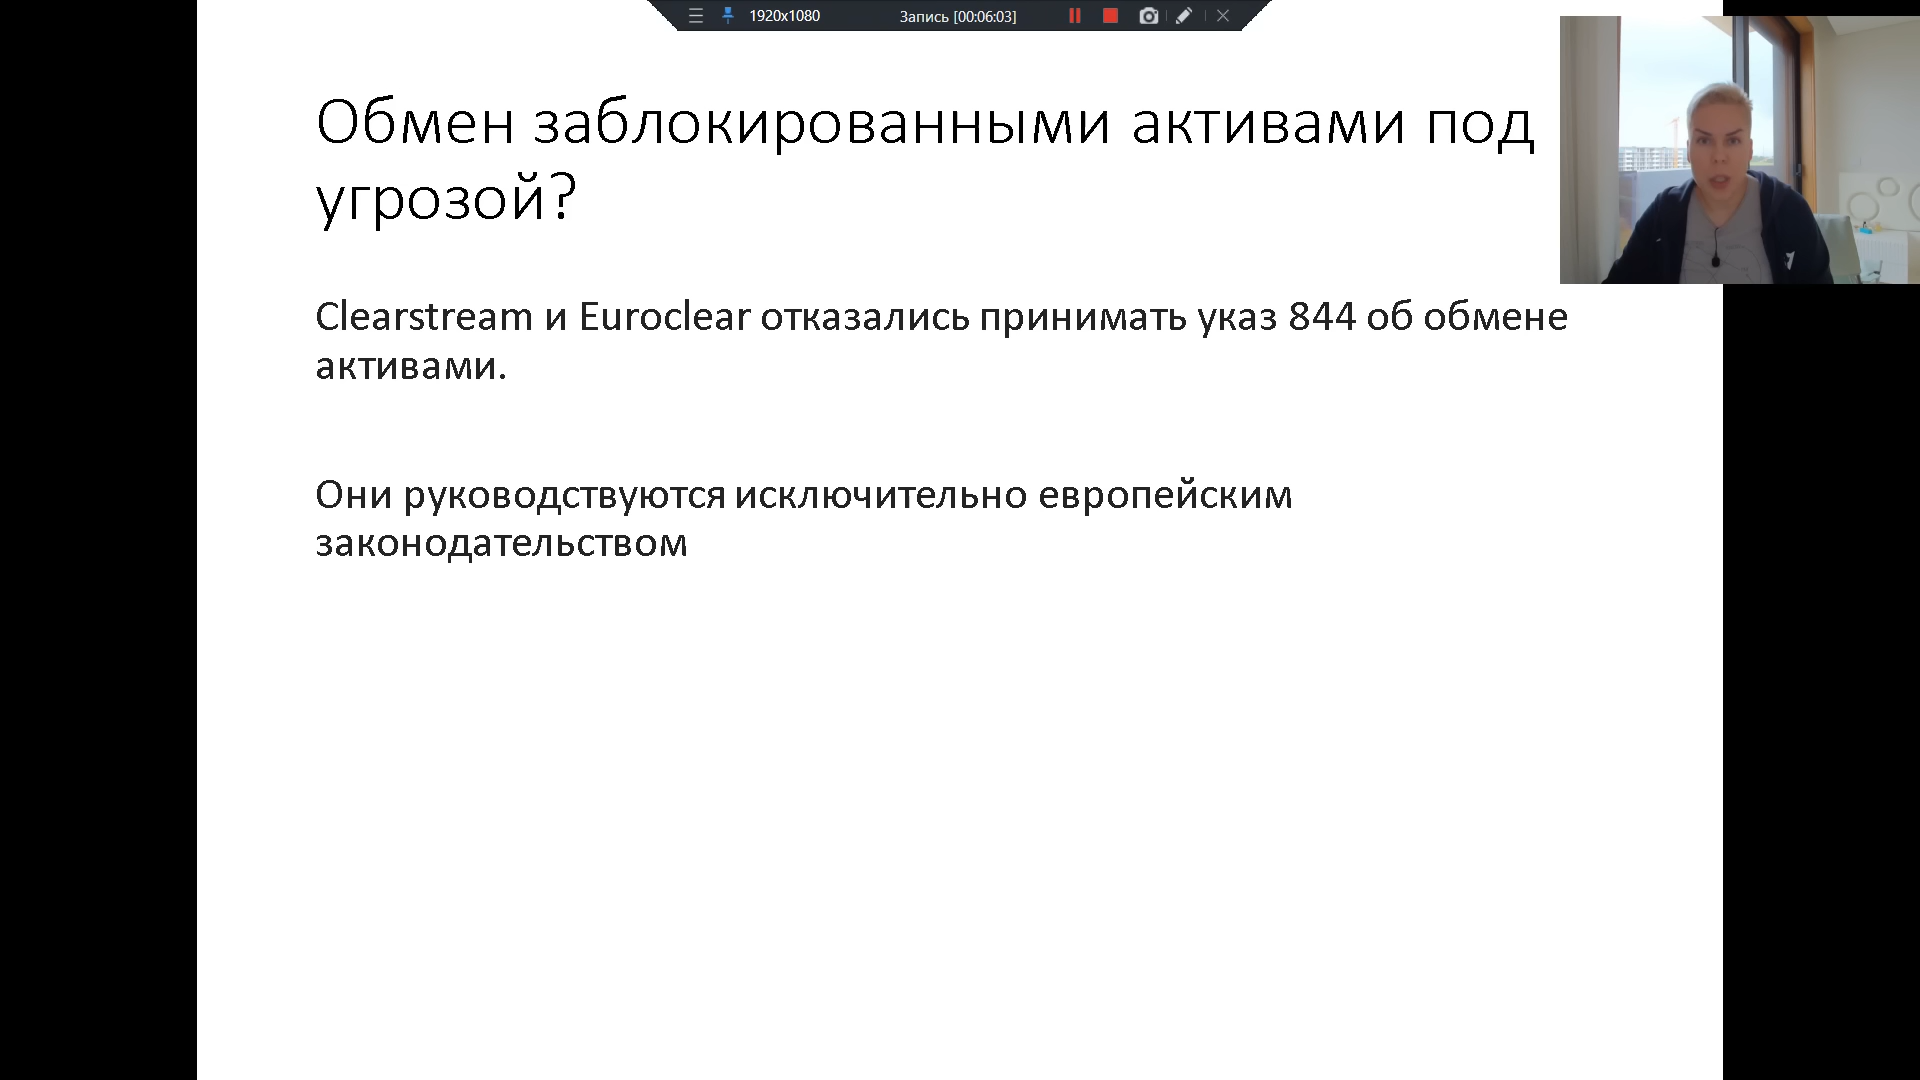 1920x1080
Запись [00:06:03]
Обмен заблокированными активами под
угрозой?
Clearstream и Euroclear отказались принимать указ 844 об обмене
активами.
Они руководствуются исключительно европейским
законодательством